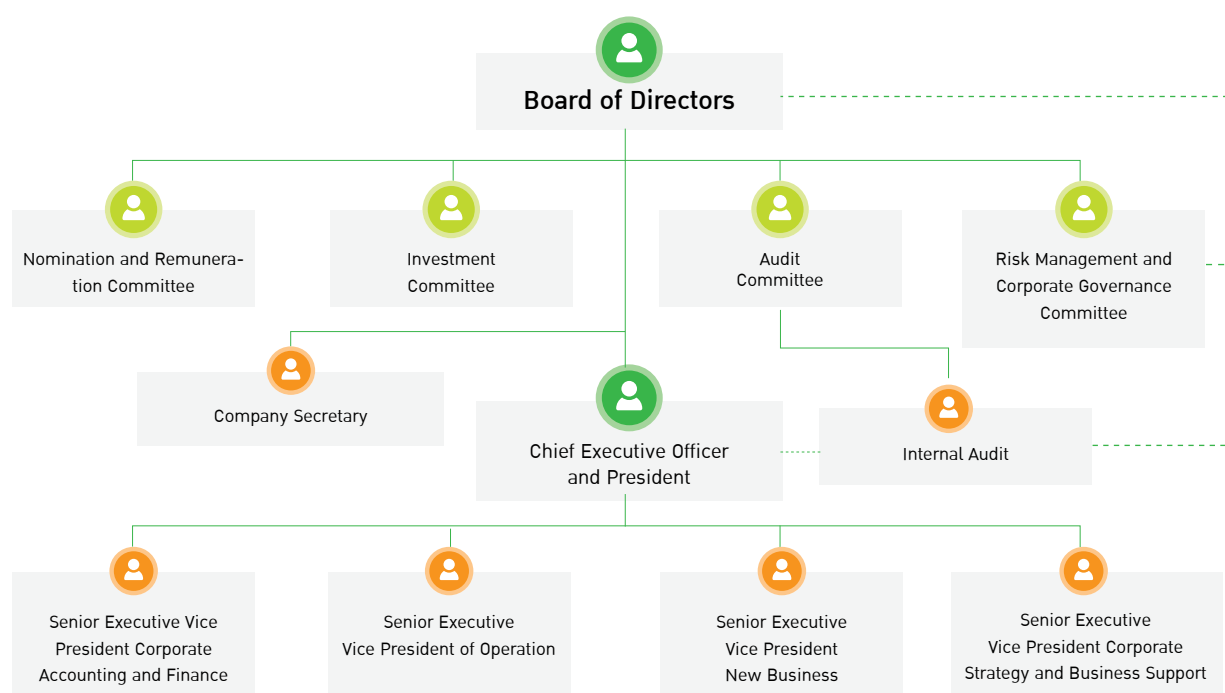 Board of Directors
Nomination and Remunera-
tion Committee
Investment
Committee
Audit
Committee
Risk Management and
Corporate Governance
Committee
Company Secretary
Chief Executive Officer
and President
Internal Audit
Senior Executive Vice
President Corporate
Accounting and Finance
Senior Executive
Vice President of Operation
Senior Executive
Vice President
New Business
Senior Executive
Vice President Corporate
Strategy and Business Support